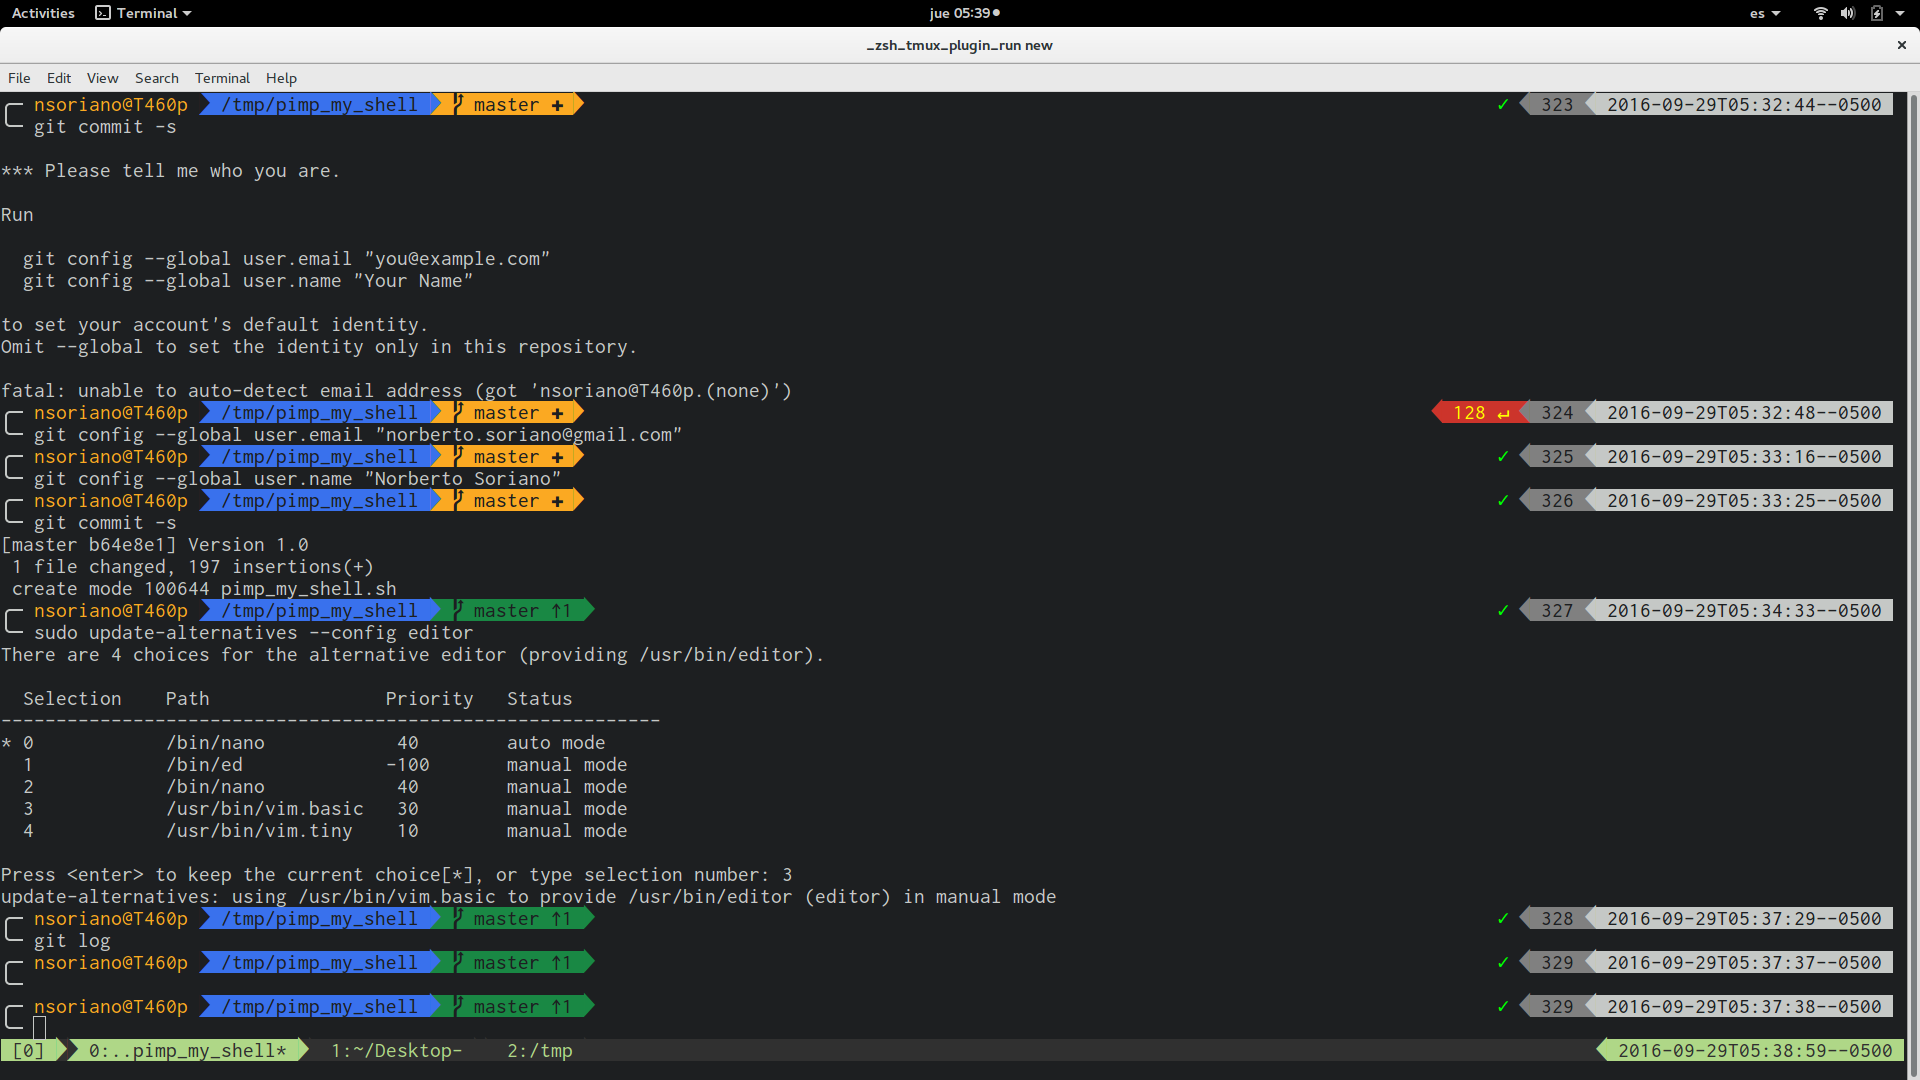 Activities Terminal jue 05:39 es
_zsh_tmux_plugin_run new
File Edit View Search Terminal Help
nsoriano@T460p /tmp/pimp_my_shell master ✚ ✓ 323 2016-09-29T05:32:44--0500
git commit -s
*** Please tell me who you are.
Run
git config --global user.email "you@example.com"
git config --global user.name "Your Name"
to set your account's default identity.
Omit --global to set the identity only in this repository.
fatal: unable to auto-detect email address (got 'nsoriano@T460p.(none)')
nsoriano@T460p /tmp/pimp_my_shell master ✚ 128 ↵ 324 2016-09-29T05:32:48--0500
git config --global user.email "norberto.soriano@gmail.com"
nsoriano@T460p /tmp/pimp_my_shell master ✚ ✓ 325 2016-09-29T05:33:16--0500
git config --global user.name "Norberto Soriano"
nsoriano@T460p /tmp/pimp_my_shell master ✚ ✓ 326 2016-09-29T05:33:25--0500
git commit -s
[master b64e8e1] Version 1.0
1 file changed, 197 insertions(+)
create mode 100644 pimp_my_shell.sh
nsoriano@T460p /tmp/pimp_my_shell master ↑1 ✓ 327 2016-09-29T05:34:33--0500
sudo update-alternatives --config editor
There are 4 choices for the alternative editor (providing /usr/bin/editor).
Selection Path Priority Status
------------------------------------------------------------
* 0 /bin/nano 40 auto mode
1 /bin/ed -100 manual mode
2 /bin/nano 40 manual mode
3 /usr/bin/vim.basic 30 manual mode
4 /usr/bin/vim.tiny 10 manual mode
Press <enter> to keep the current choice[*], or type selection number: 3
update-alternatives: using /usr/bin/vim.basic to provide /usr/bin/editor (editor) in manual mode
nsoriano@T460p /tmp/pimp_my_shell master ↑1 ✓ 328 2016-09-29T05:37:29--0500
git log
nsoriano@T460p /tmp/pimp_my_shell master ↑1 ✓ 329 2016-09-29T05:37:37--0500
nsoriano@T460p /tmp/pimp_my_shell master ↑1 ✓ 329 2016-09-29T05:37:38--0500
[0] 0:..pimp_my_shell* 1:~/Desktop- 2:/tmp 2016-09-29T05:38:59--0500